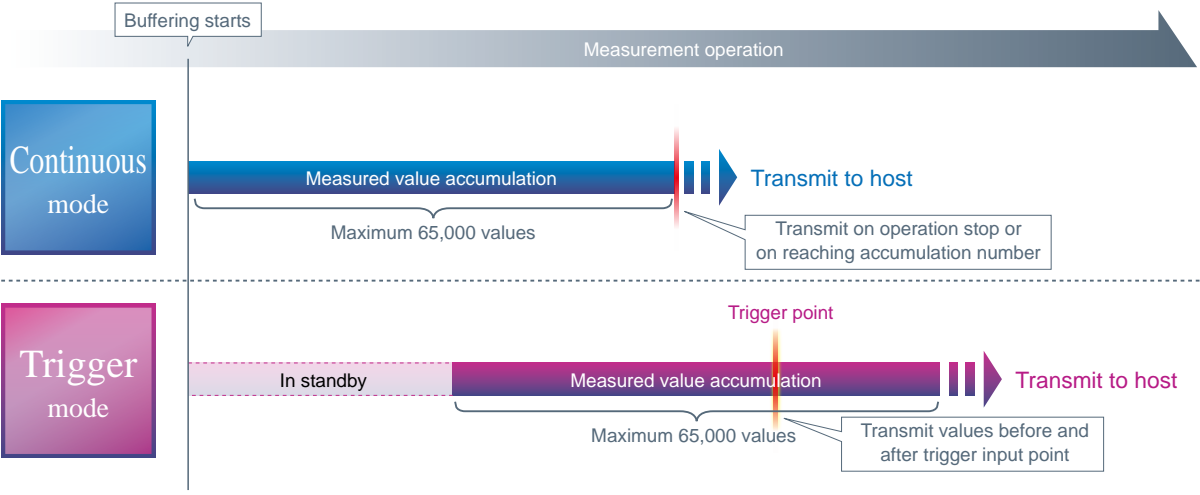 Buffering starts
Measurement operation
Continuous
mode
Measured value accumulation
Transmit to host
Maximum 65,000 values
Transmit on operation stop or
on reaching accumulation number
Trigger point
Trigger
mode
In standby
Measured value accumulation
Transmit to host
Maximum 65,000 values
Transmit values before and
after trigger input point